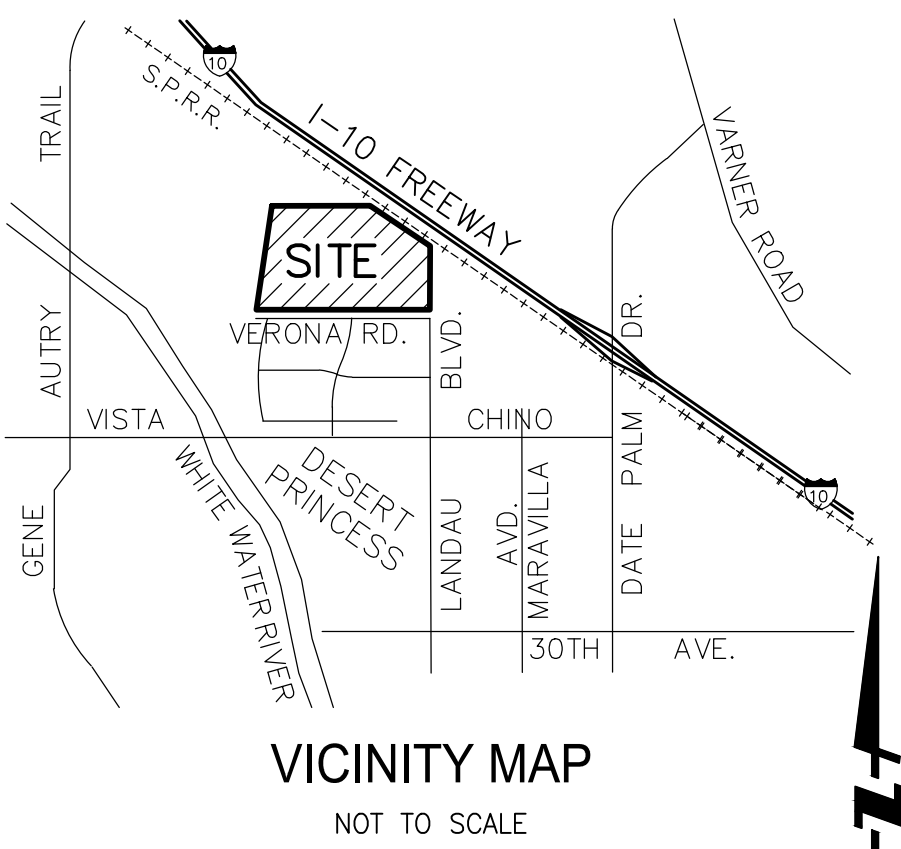 10
S.P.R.R.
I-10 FREEWAY
GENE AUTRY TRAIL
VARNER ROAD
SITE
VERONA RD.
LANDAU BLVD.
DATE PALM DR.
VISTA CHINO
DESERT
PRINCESS
WHITE WATER RIVER
AVD.
MARAVILLA
10
30TH AVE.
VICINITY MAP
NOT TO SCALE
N